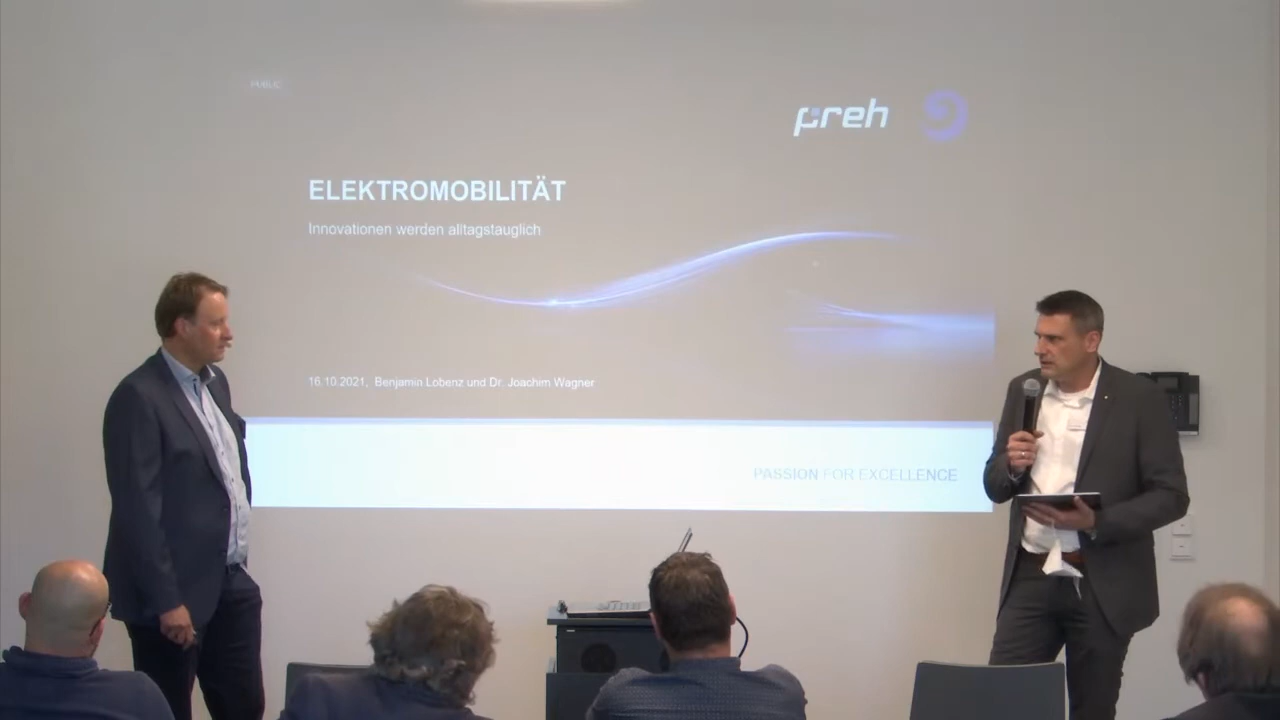 PUBLIC
preh
ELEKTROMOBILITÄT
Innovationen werden alltagstauglich
16.10.2021, Benjamin Lobenz und Dr. Joachim Wagner
PASSION FOR EXCELLENCE